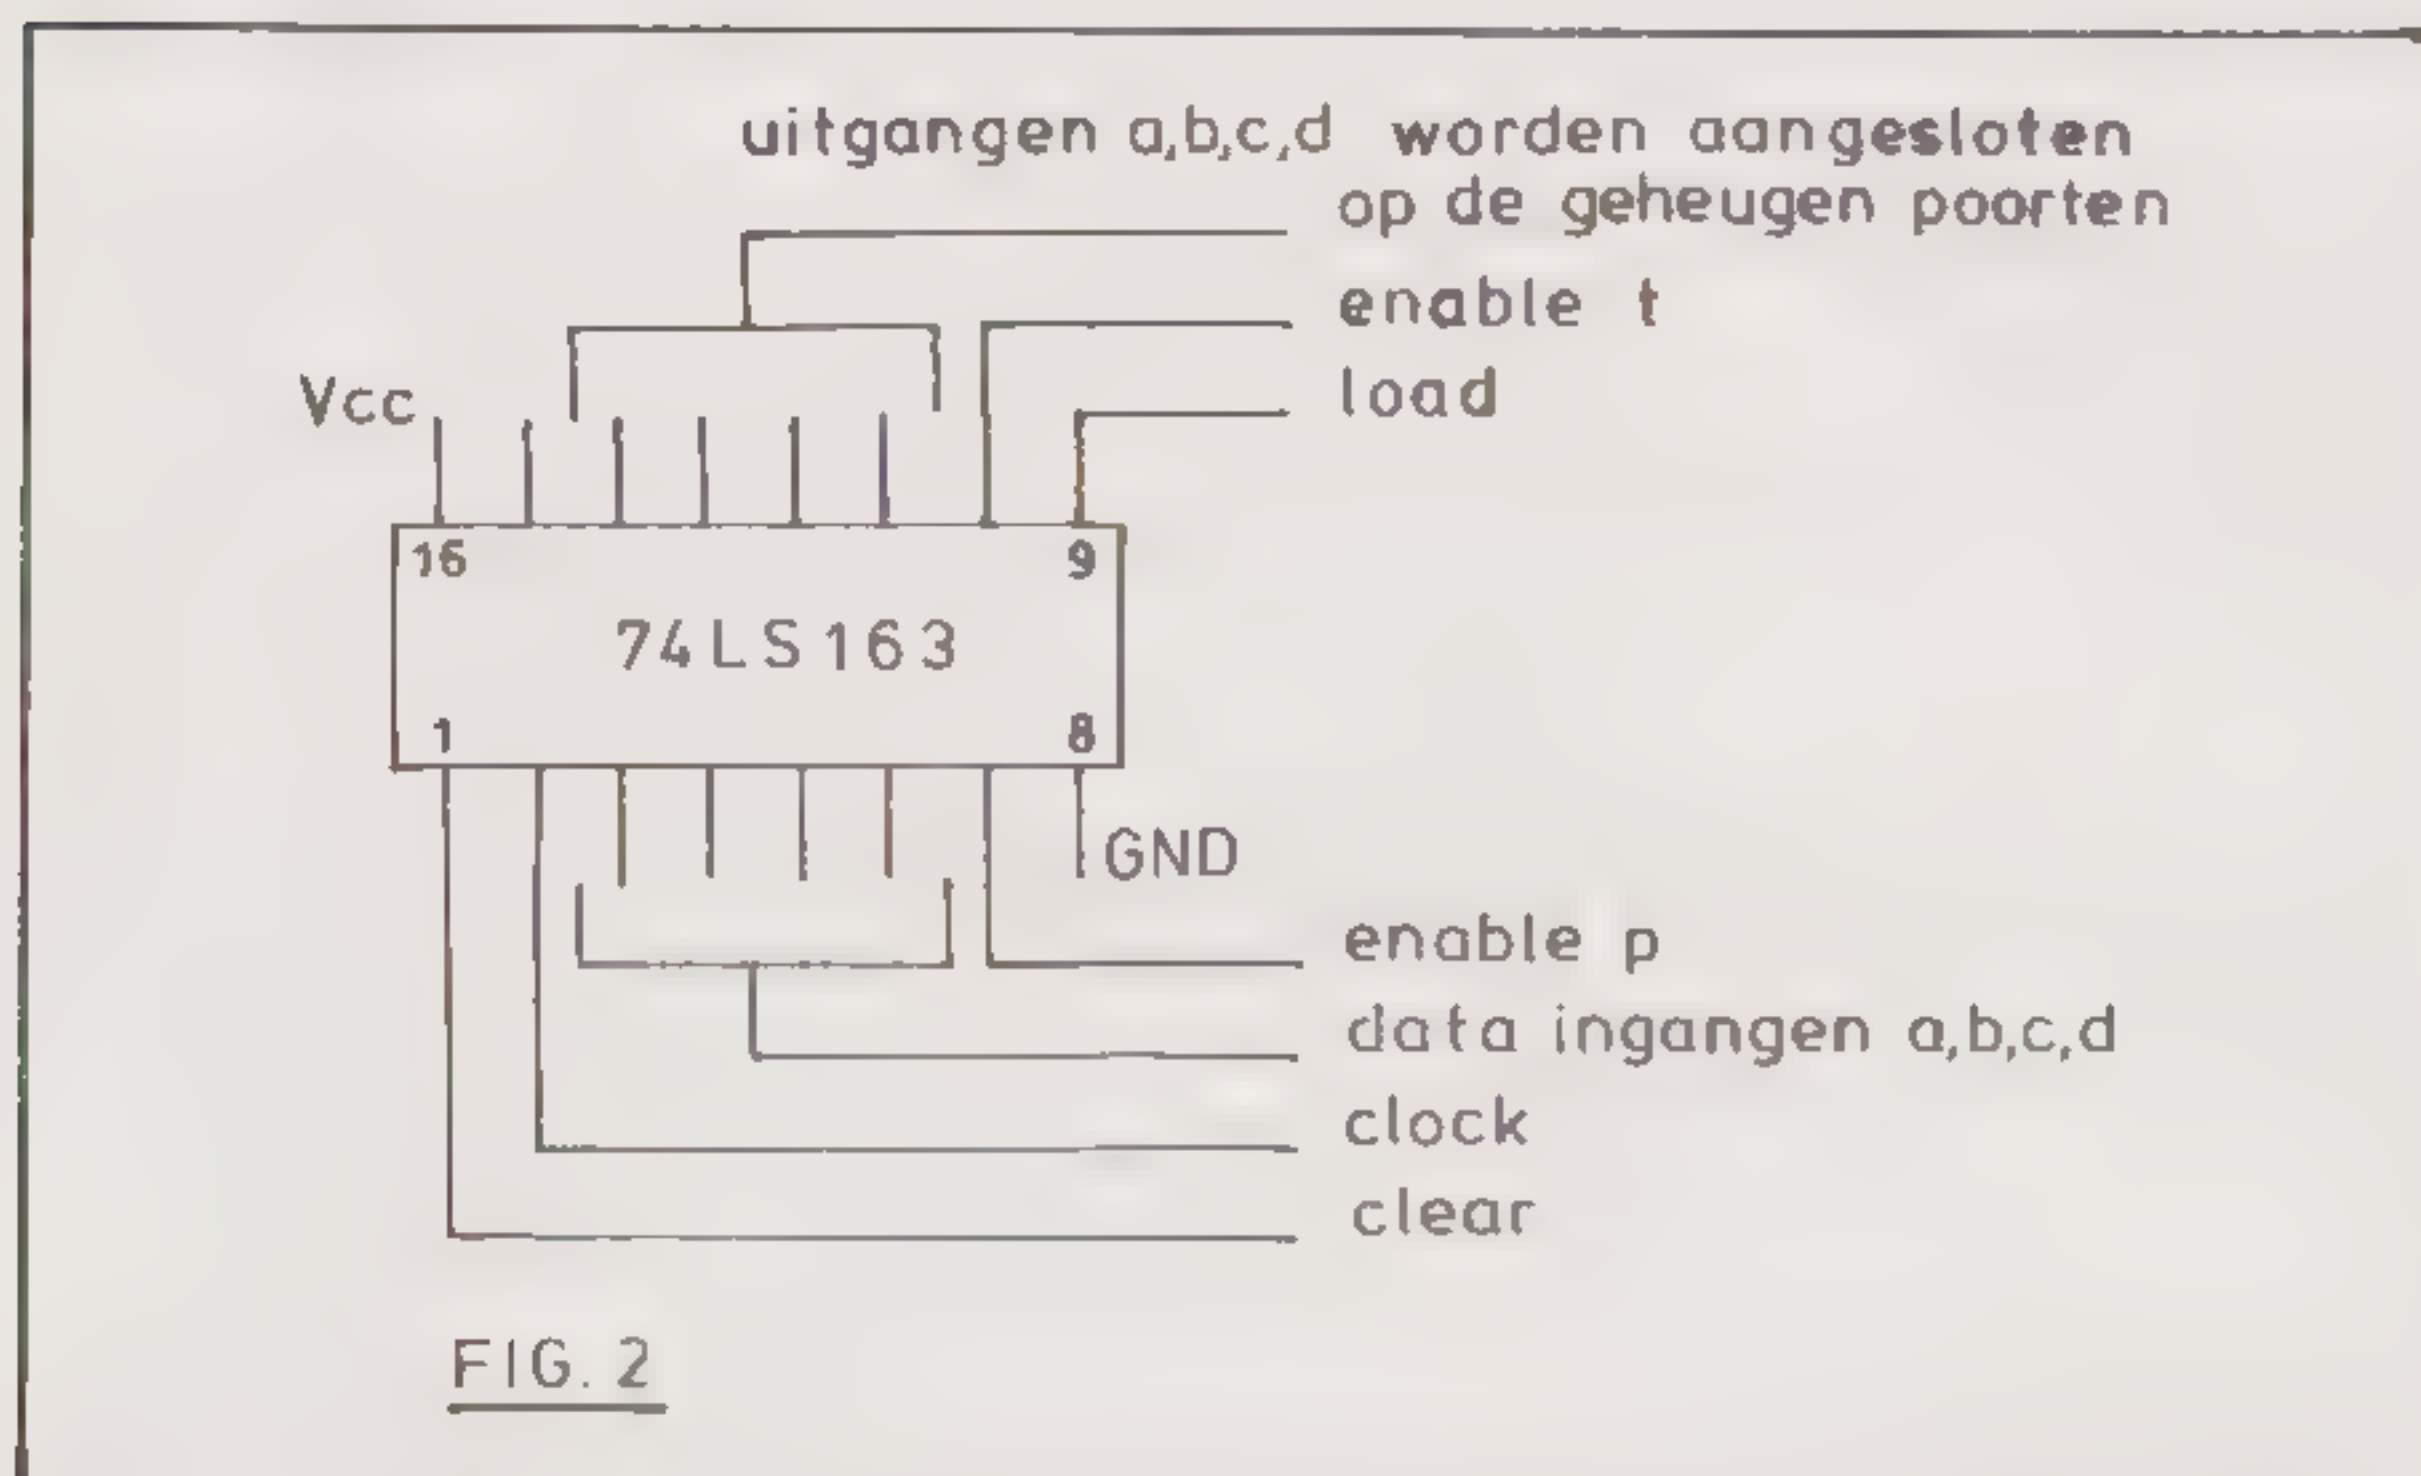 uitgangen a,b,c,d worden aangesloten
op de geheugen poorten
enable t
load
Vcc
16
9
74LS163
1
8
GND
enable p
data ingangen a,b,c,d
clock
clear
FIG. 2